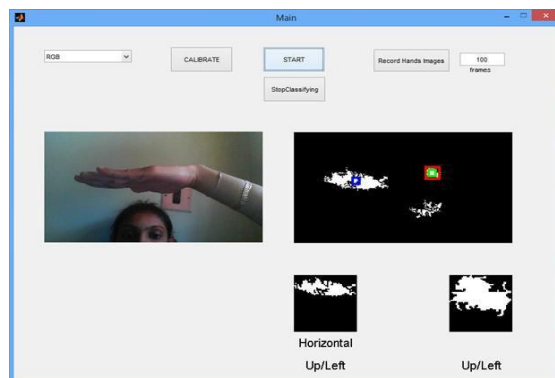 Main
RGB
CALIBRATE
START
Record Hands Images
100
frames
StopClassifying
Horizontal
Up/Left
Up/Left